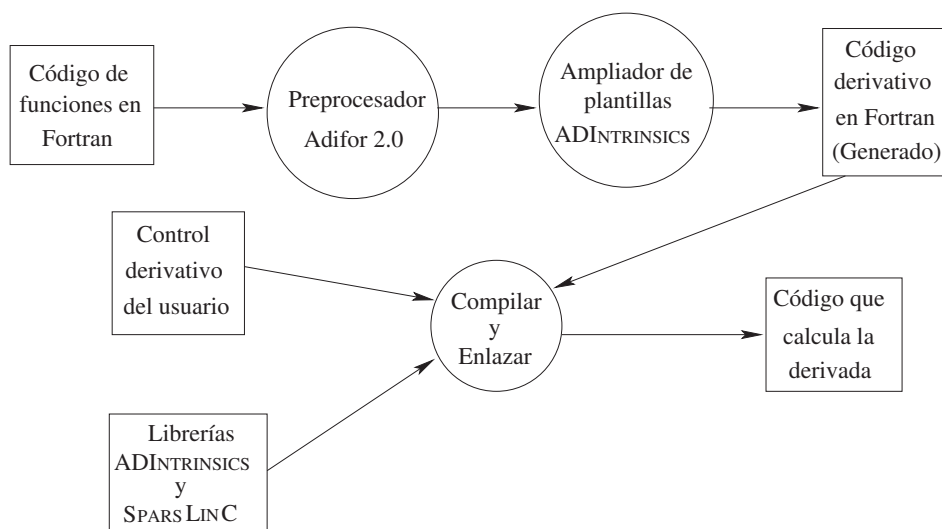 Código de
funciones en
Fortran
Preprocesador
Adifor 2.0
Ampliador de
plantillas
ADINTRINSICS
Código
derivativo
en Fortran
(Generado)
Control
derivativo
del usuario
Compilar
y
Enlazar
Código que
calcula la
derivada
Librerías
ADINTRINSICS
y
SPARSLINC